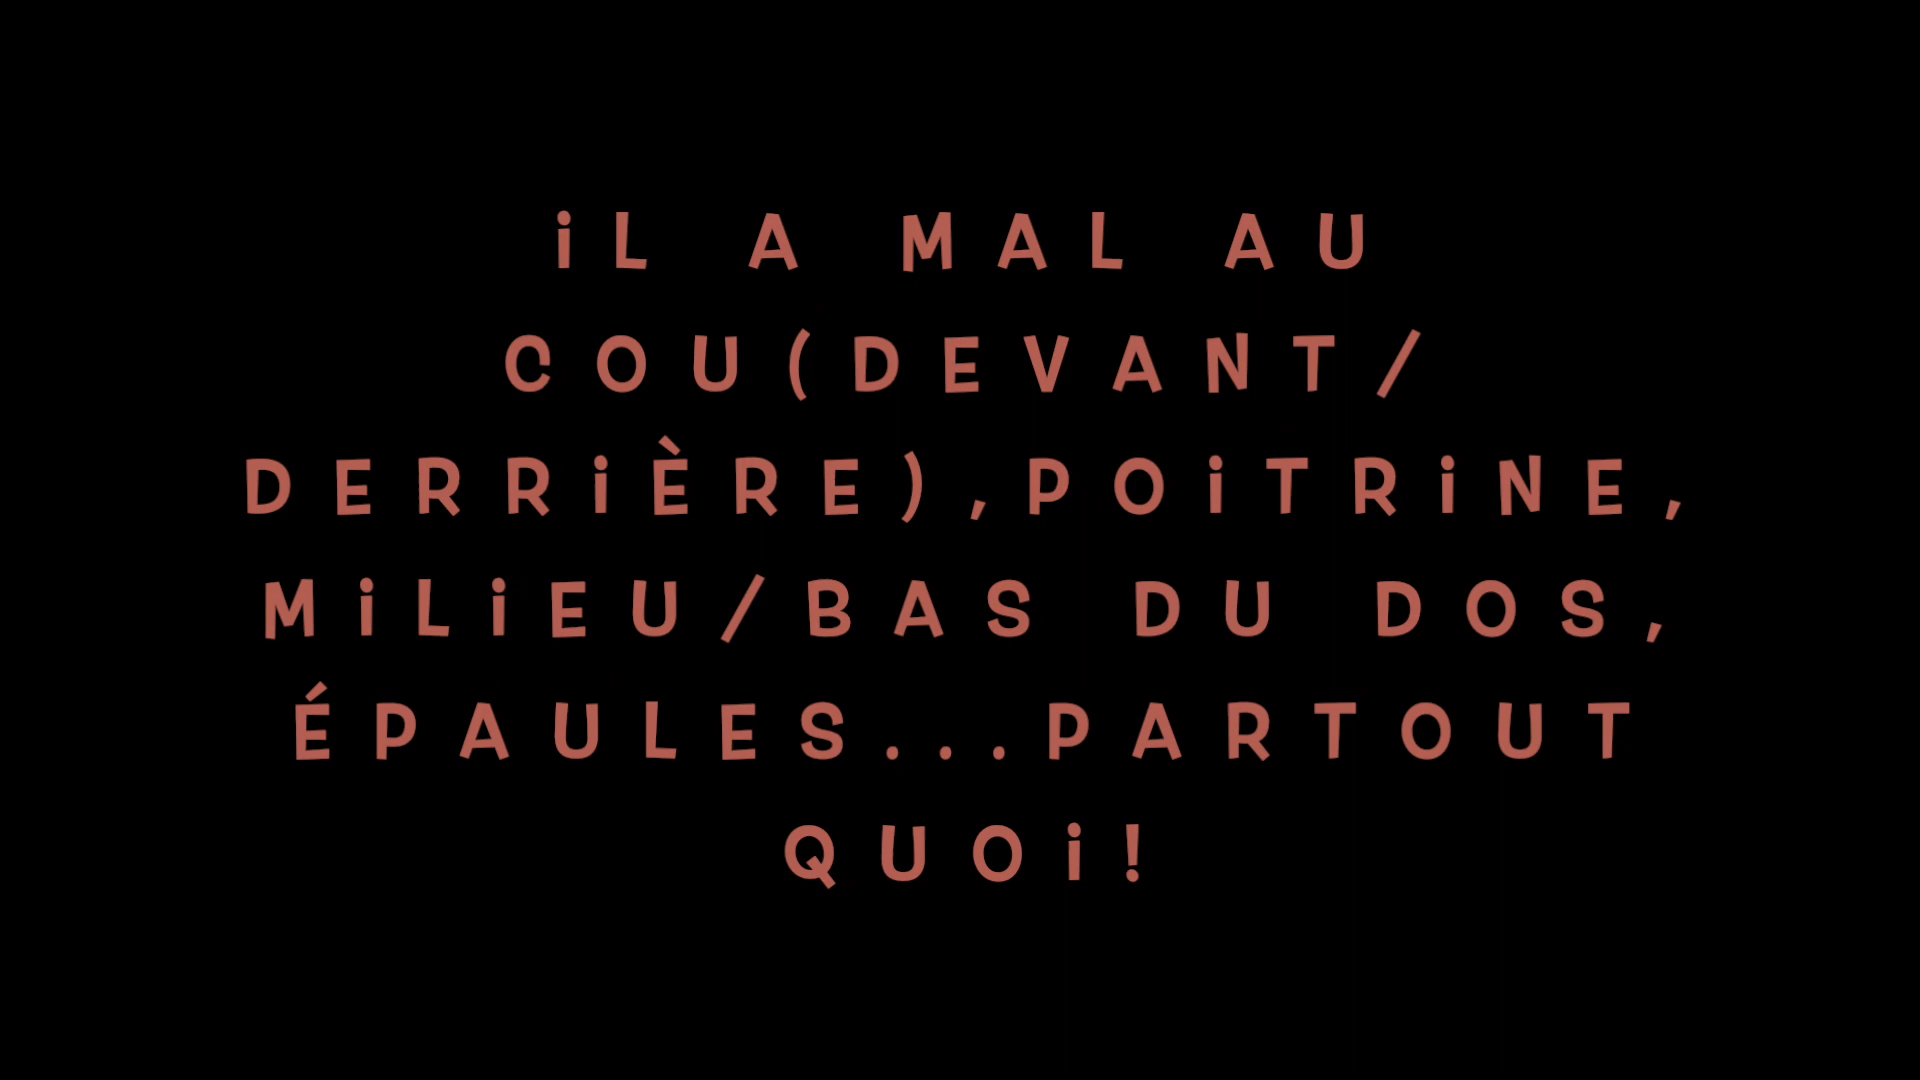 iL A MAL AU
COU(DEVANT/
DERRiÈRE),POiTRiNE,
MiLiEU/BAS DU DOS,
ÉPAULES...PARTOUT
QUOi!